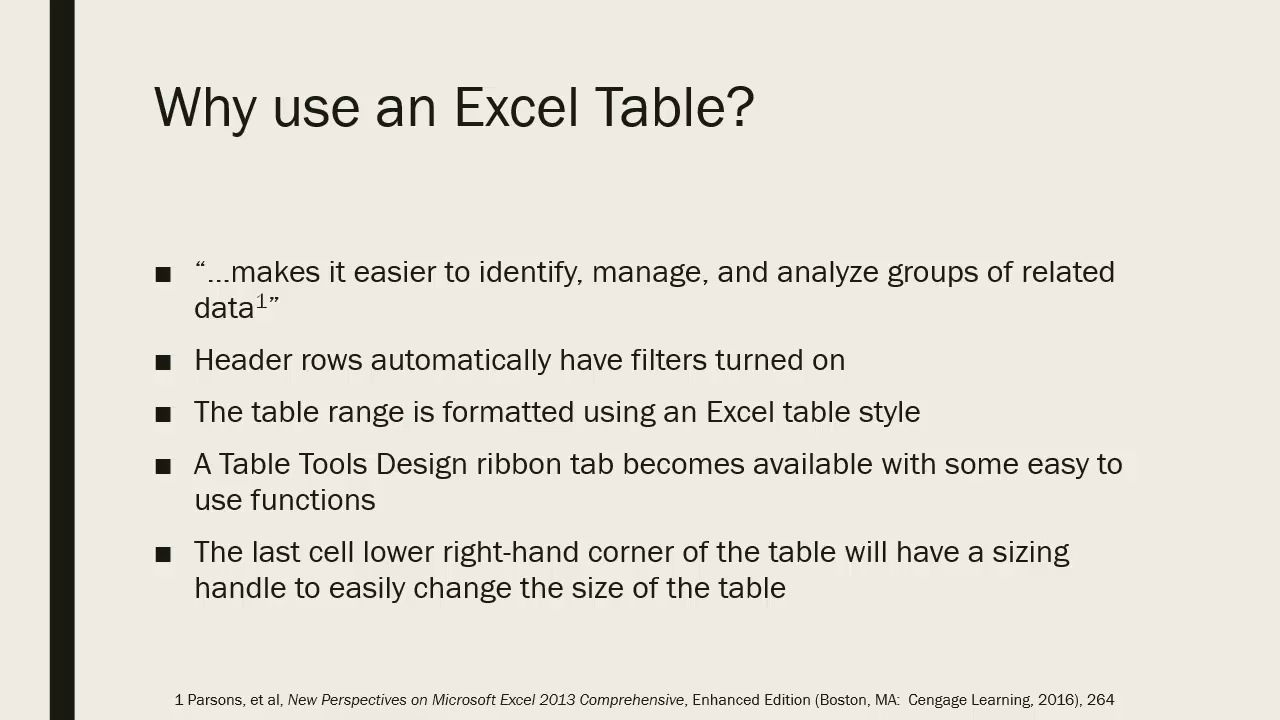 Why use an Excel Table?
■ “...makes it easier to identify, manage, and analyze groups of related
data¹”
■ Header rows automatically have filters turned on
■ The table range is formatted using an Excel table style
■ A Table Tools Design ribbon tab becomes available with some easy to
use functions
■ The last cell lower right-hand corner of the table will have a sizing
handle to easily change the size of the table
1 Parsons, et al, New Perspectives on Microsoft Excel 2013 Comprehensive, Enhanced Edition (Boston, MA:  Cengage Learning, 2016), 264